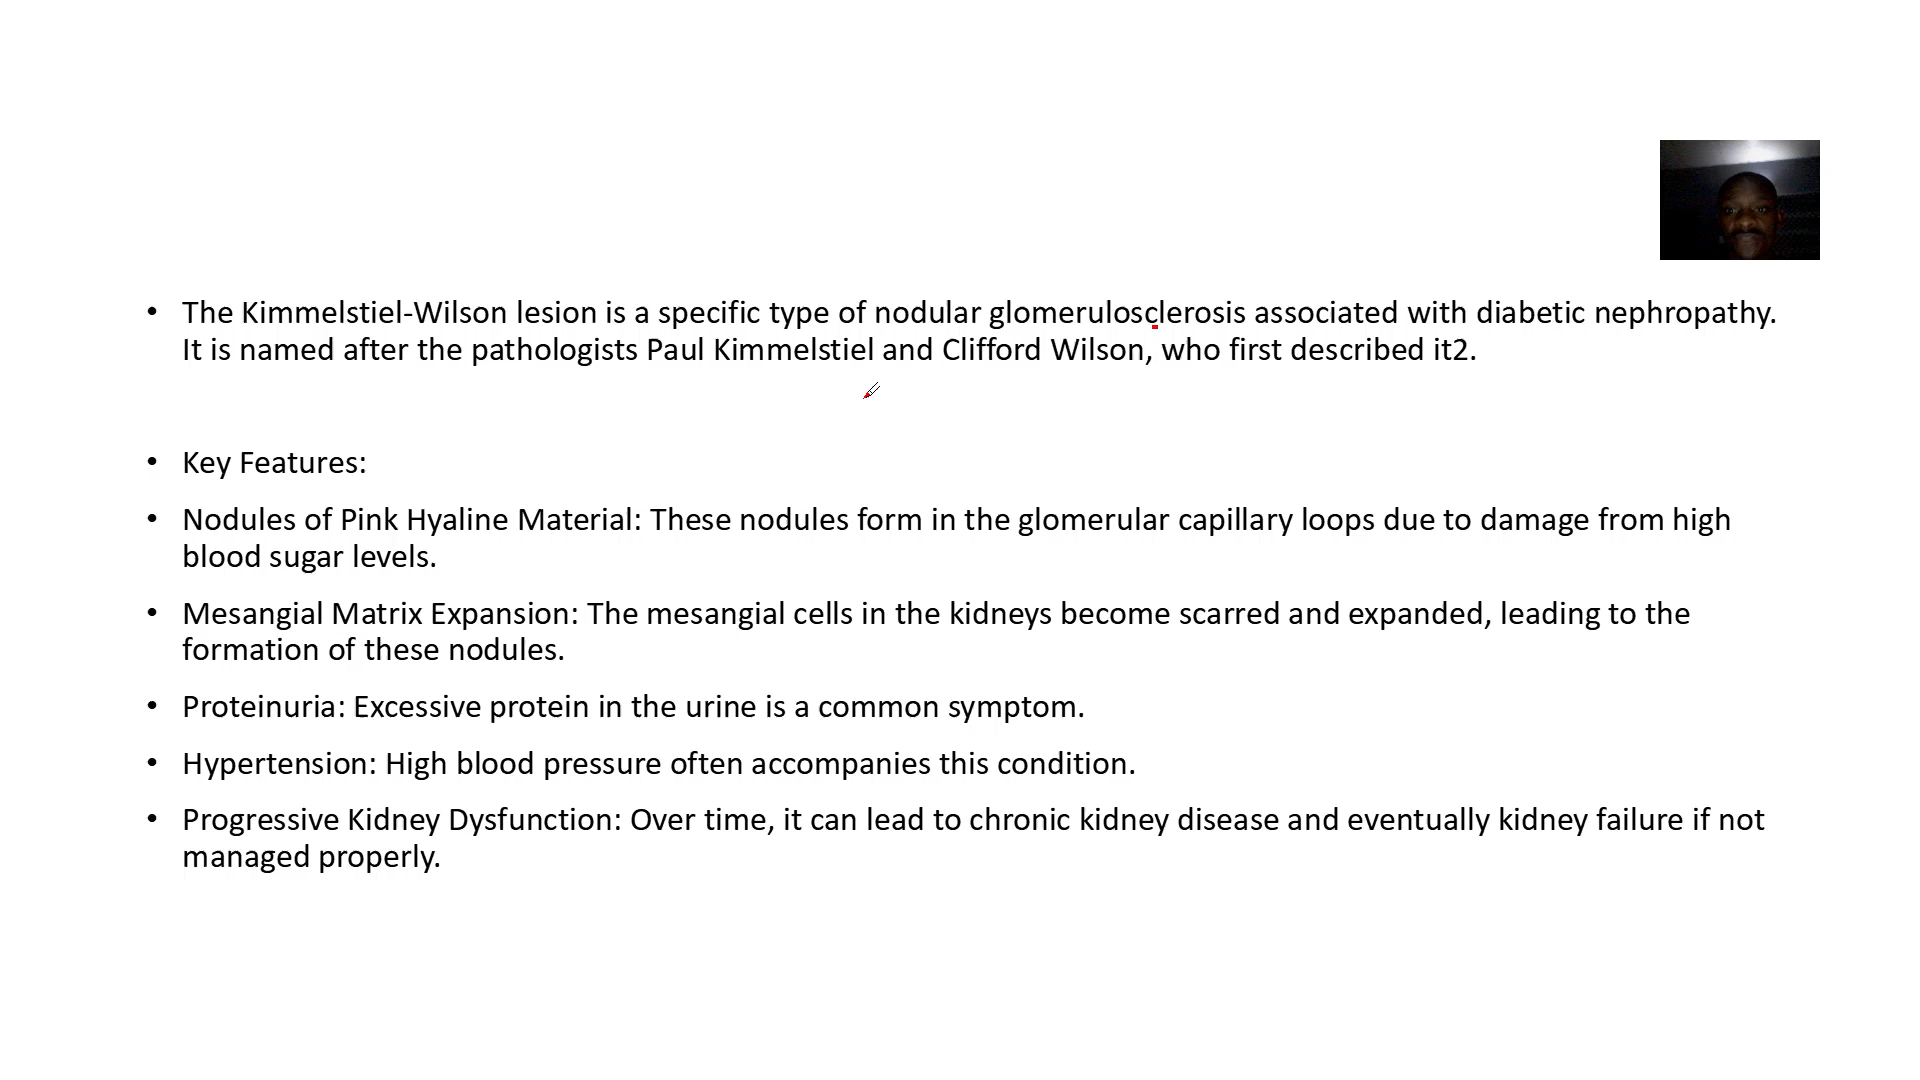 • The Kimmelstiel-Wilson lesion is a specific type of nodular glomerulosclerosis associated with diabetic nephropathy.
It is named after the pathologists Paul Kimmelstiel and Clifford Wilson, who first described it2.
• Key Features:
• Nodules of Pink Hyaline Material: These nodules form in the glomerular capillary loops due to damage from high
blood sugar levels.
• Mesangial Matrix Expansion: The mesangial cells in the kidneys become scarred and expanded, leading to the
formation of these nodules.
• Proteinuria: Excessive protein in the urine is a common symptom.
• Hypertension: High blood pressure often accompanies this condition.
• Progressive Kidney Dysfunction: Over time, it can lead to chronic kidney disease and eventually kidney failure if not
managed properly.